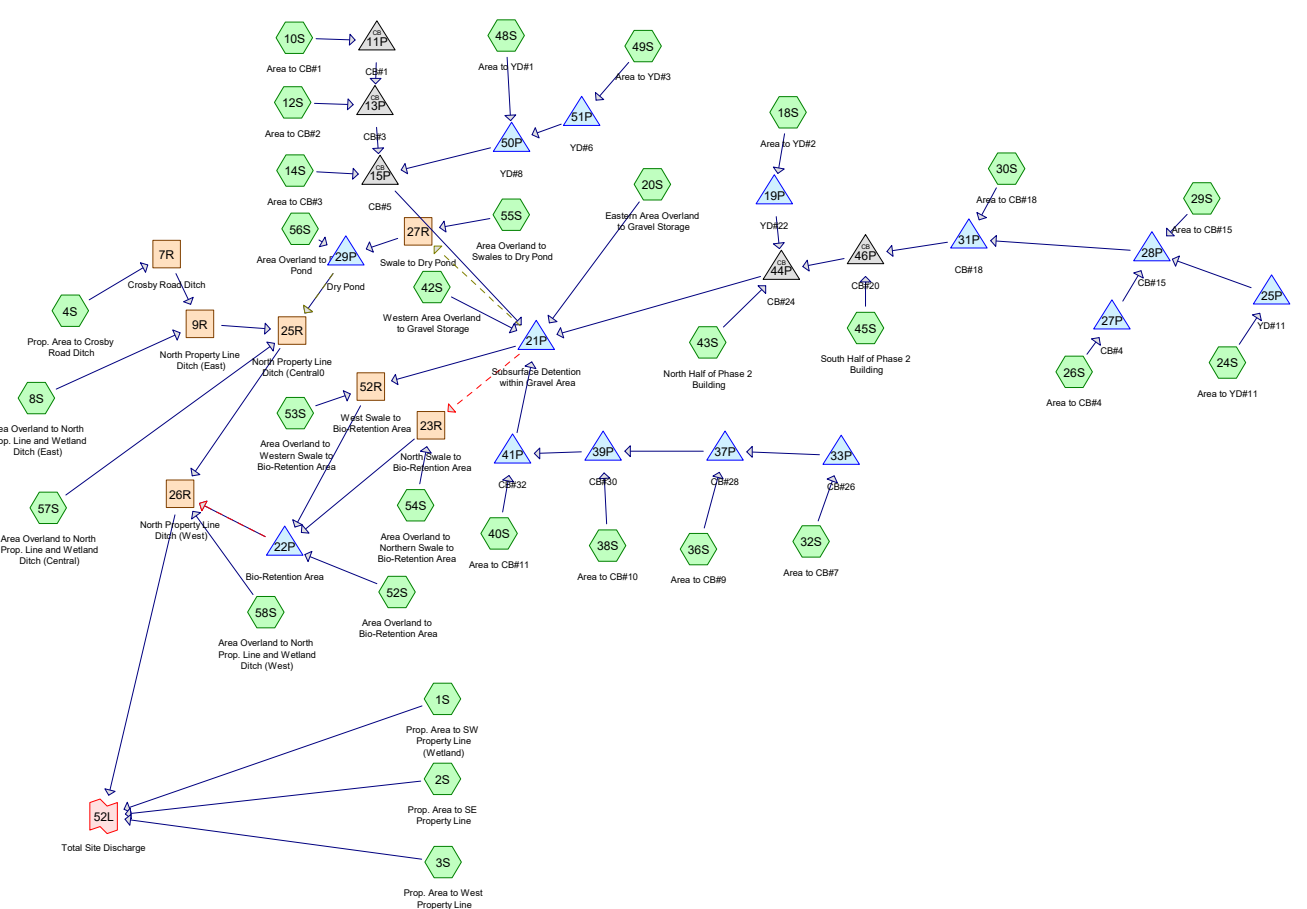 10S
Area to CB#1
CB
11P
CB#1
12S
Area to CB#2
CB
13P
CB#3
14S
Area to CB#3
CB
15P
CB#5
48S
Area to YD#1
49S
Area to YD#3
51P
YD#6
50P
YD#8
18S
Area to YD#2
19P
YD#22
CB
44P
CB#24
30S
Area to CB#18
31P
CB#18
CB
46P
CB#20
29S
Area to CB#15
28P
CB#15
25P
YD#11
27P
CB#4
24S
Area to YD#11
26S
Area to CB#4
45S
South Half of Phase 2
Building
43S
North Half of Phase 2
Building
20S
Eastern Area Overland
to Gravel Storage
56S
Area Overland to
Pond
29P
Dry Pond
27R
Swale to Dry Pond
55S
Area Overland to
Swales to Dry Pond
42S
Western Area Overland
to Gravel Storage
21P
Subsurface Detention
within Gravel Area
7R
Crosby Road Ditch
4S
Prop. Area to Crosby
Road Ditch
9R
North Property Line
Ditch (East)
25R
North Property Line
Ditch (Central0
8S
ea Overland to North
op. Line and Wetland
Ditch (East)
52R
West Swale to
Bio-Retention Area
53S
Area Overland to
Western Swale to
Bio-Retention Area
23R
North Swale to
Bio-Retention Area
41P
CB#32
39P
CB#30
37P
CB#28
33P
CB#26
57S
Area Overland to North
Prop. Line and Wetland
Ditch (Central)
26R
North Property Line
Ditch (West)
22P
Bio-Retention Area
54S
Area Overland to
Northern Swale to
Bio-Retention Area
40S
Area to CB#11
38S
Area to CB#10
36S
Area to CB#9
32S
Area to CB#7
58S
Area Overland to North
Prop. Line and Wetland
Ditch (West)
52S
Area Overland to
Bio-Retention Area
1S
Prop. Area to SW
Property Line
(Wetland)
2S
Prop. Area to SE
Property Line
52L
Total Site Discharge
3S
Prop. Area to West
Property Line